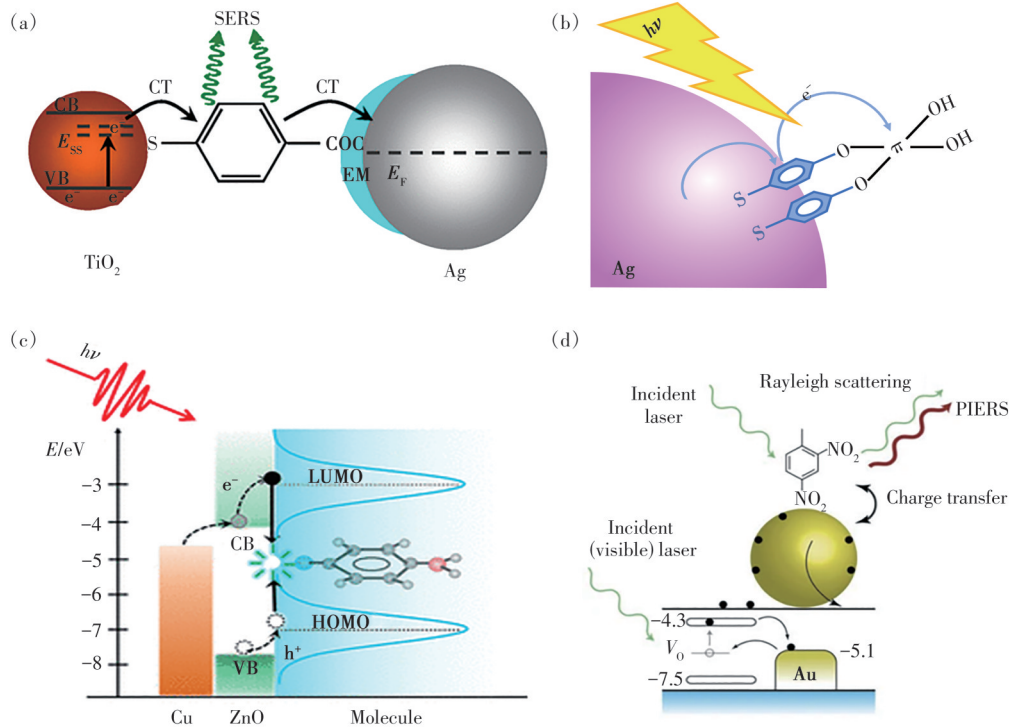 (a)
SERS
CT
CT
CB
e⁻
E_SS
VB
e⁻
e⁻
S
COC
EM
E_F
TiO₂
Ag
(b)
hν
e⁻
OH
OH
O
π
O
S
S
Ag
(c)
hν
E/eV
-3
-4
-5
-6
-7
-8
e⁻
LUMO
CB
HOMO
VB
h⁺
Cu
ZnO
Molecule
(d)
Rayleigh scattering
Incident
laser
PIERS
NO₂
NO₂
Charge transfer
Incident
(visible) laser
-4.3
V_O
-5.1
Au
-7.5